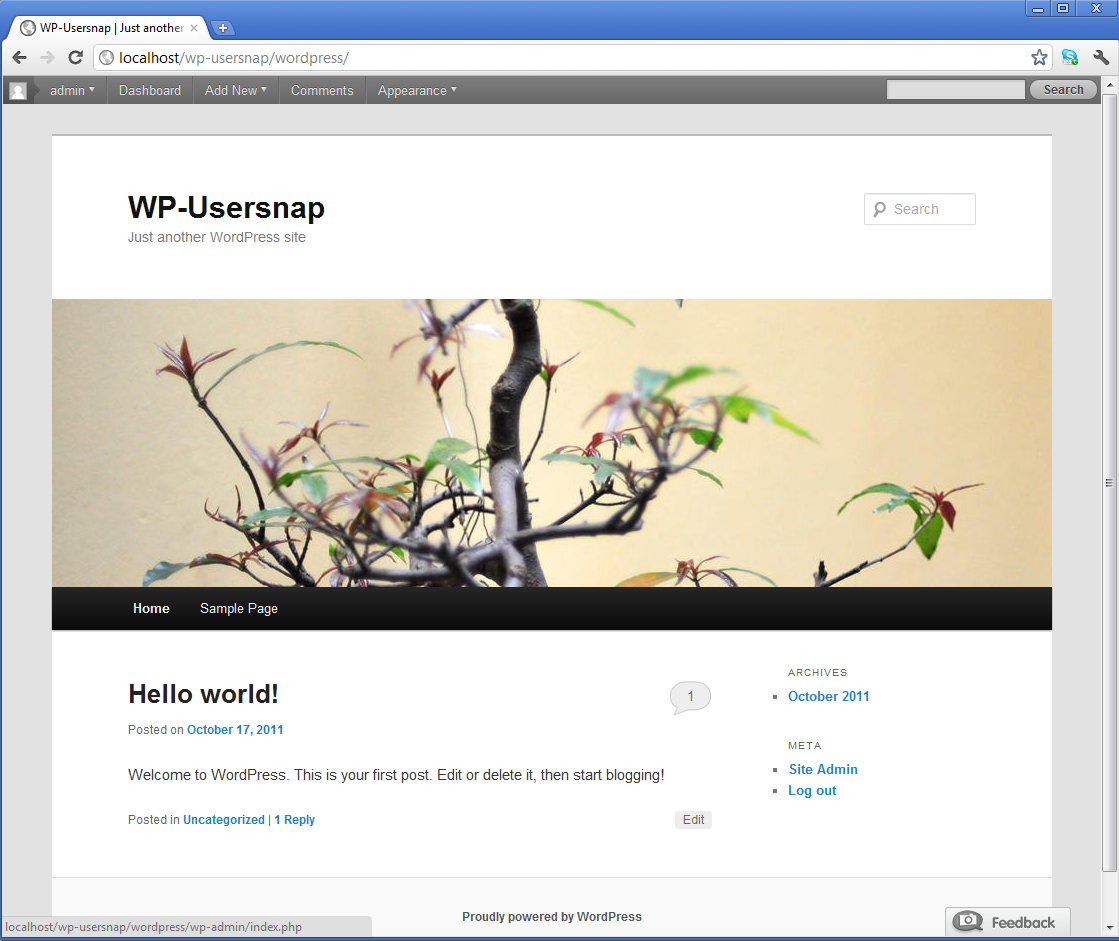 WP-Usersnap | Just another
localhost/wp-usersnap/wordpress/
admin Dashboard Add New Comments Appearance Search
WP-Usersnap
Search
Just another WordPress site
Home Sample Page
Hello world!
1
Posted on October 17, 2011
Welcome to WordPress. This is your first post. Edit or delete it, then start blogging!
Posted in Uncategorized | 1 Reply
Edit
ARCHIVES
October 2011
META
Site Admin
Log out
Proudly powered by WordPress
localhost/wp-usersnap/wordpress/wp-admin/index.php
Feedback